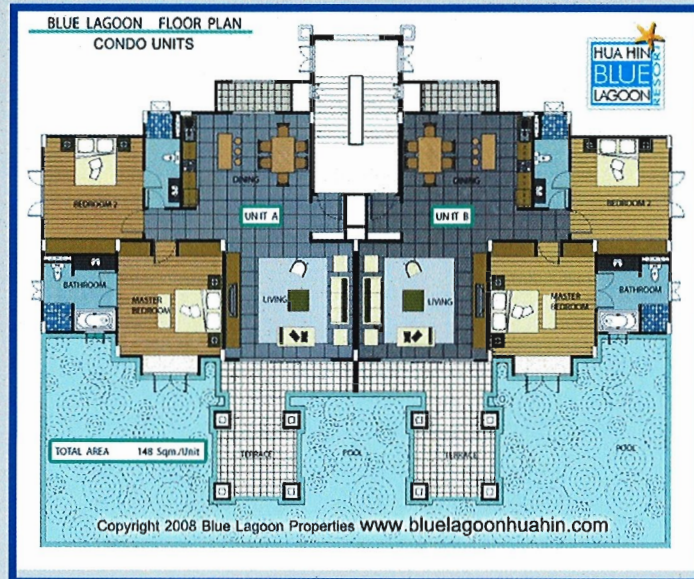 BLUE LAGOON FLOOR PLAN
CONDO UNITS
HUA HIN
BLUE
LAGOON
RESORT
DINING
DINING
BEDROOM 2
BEDROOM 2
UNIT A
UNIT B
BATHROOM
MASTER
BEDROOM
LIVING
LIVING
MASTER
BEDROOM
BATHROOM
TOTAL AREA 148 Sqm./Unit
TERRACE
POOL
TERRACE
POOL
Copyright 2008 Blue Lagoon Properties www.bluelagoonhuahin.com